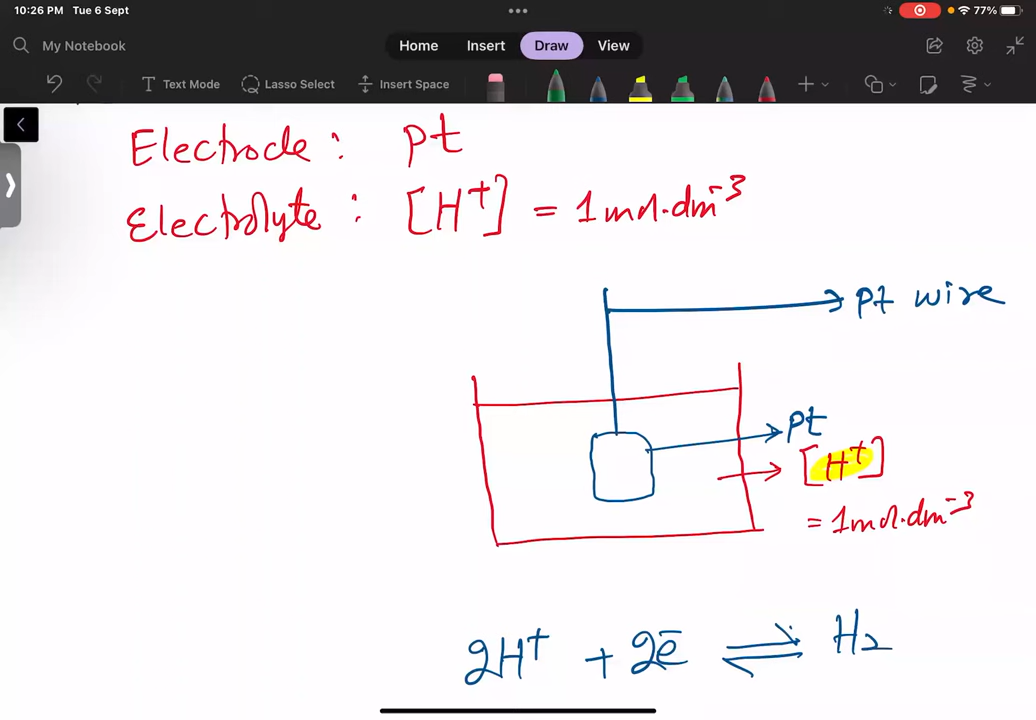 10:26 PM Tue 6 Sept
77%
My Notebook
Home Insert Draw View
Text Mode Lasso Select Insert Space
Electrode : pt
Electrolyte : [H⁺] = 1 mol.dm⁻³
pt wire
pt
[H⁺]
= 1 mol.dm⁻³
2H⁺ + 2e̅ ⇌ H₂